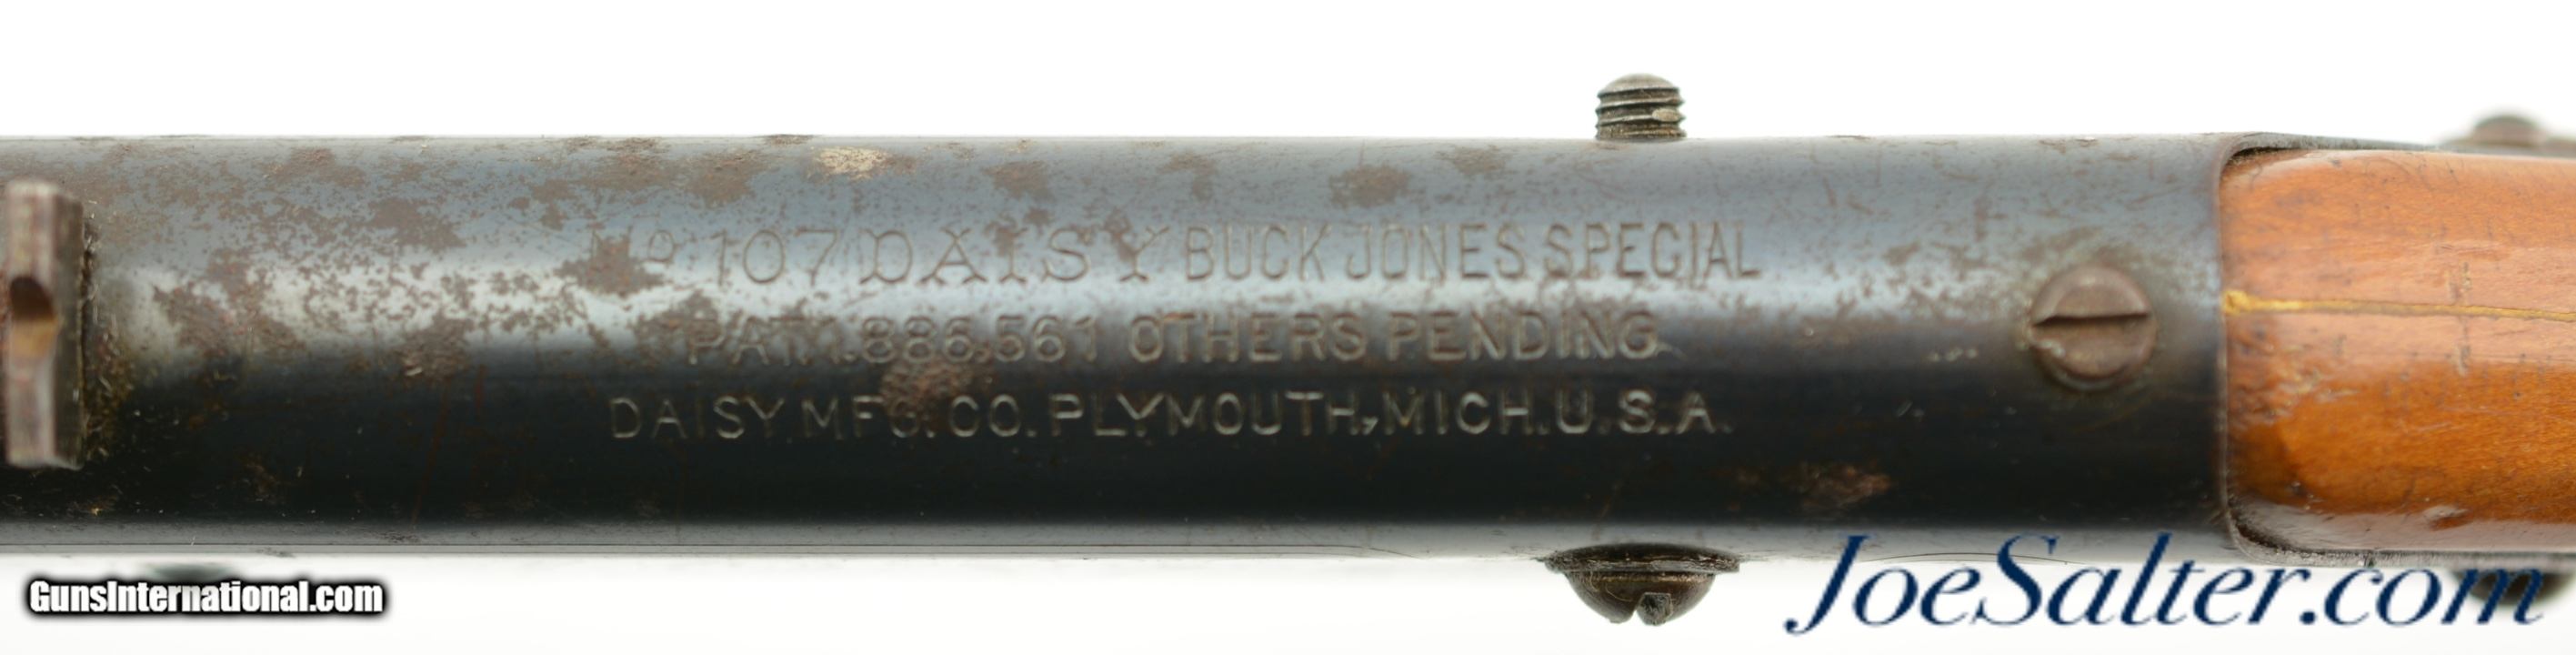 No. 107 DAISY BUCK JONES SPECIAL
PAT. 1.886.561 OTHERS PENDING
DAISY MFG. CO. PLYMOUTH, MICH. U.S.A.
GunsInternational.com
JoeSalter.com